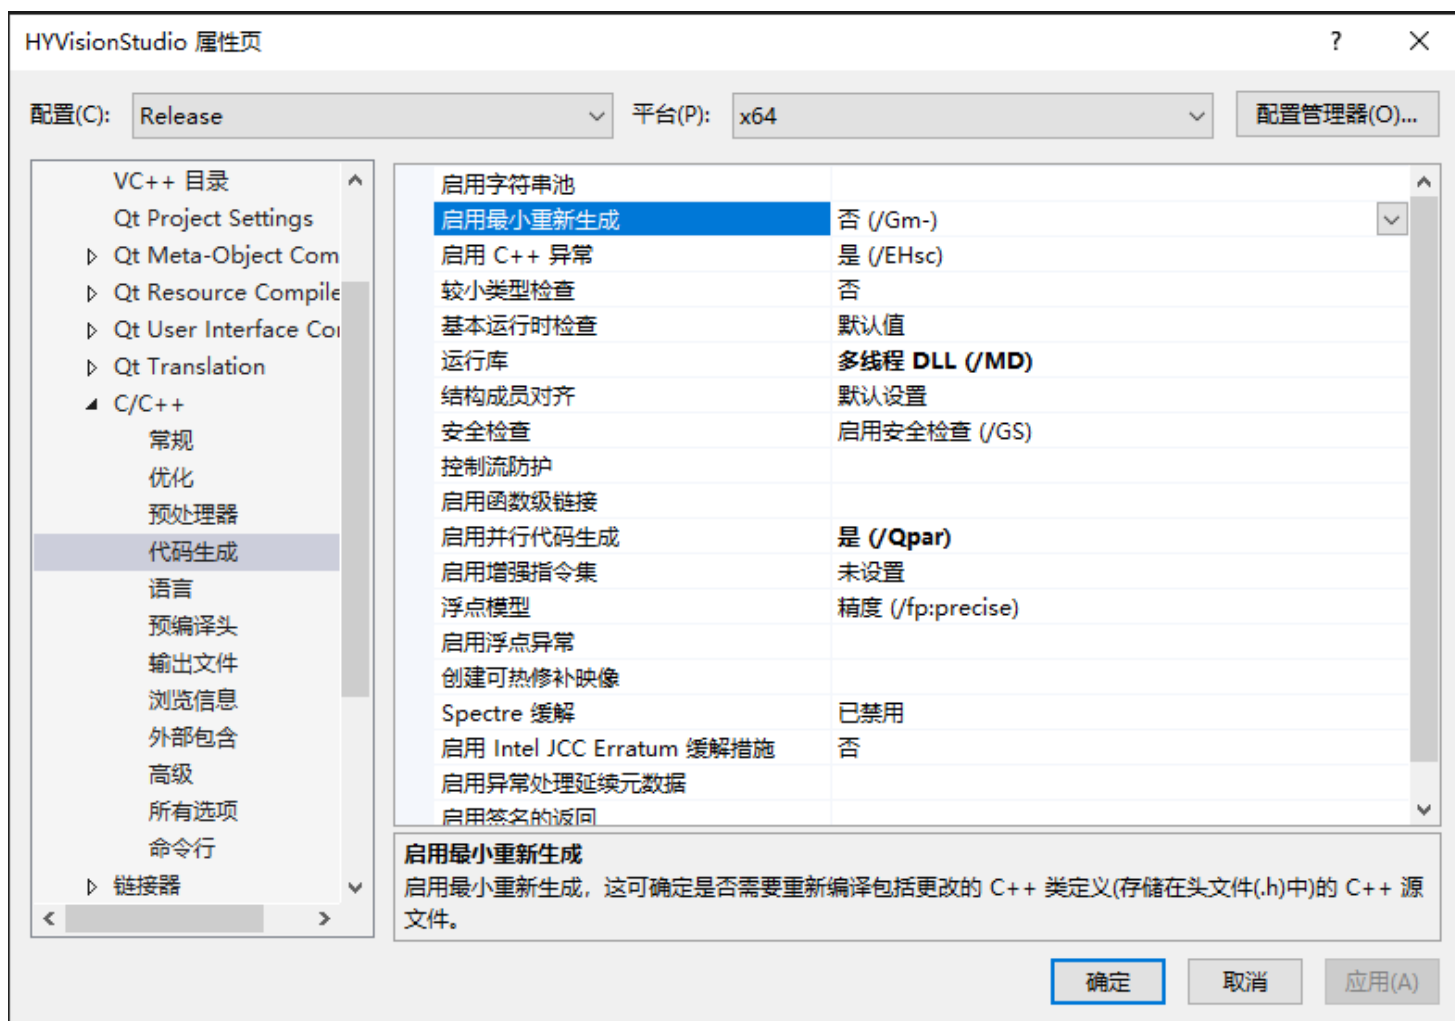 HYVisionStudio 属性页
?
配置(C): Release 平台(P): x64 配置管理器(O)...
VC++ 目录
Qt Project Settings
Qt Meta-Object Com
Qt Resource Compile
Qt User Interface Co
Qt Translation
C/C++
常规
优化
预处理器
代码生成
语言
预编译头
输出文件
浏览信息
外部包含
高级
所有选项
命令行
链接器
启用字符串池
启用最小重新生成 否 (/Gm-)
启用 C++ 异常 是 (/EHsc)
较小类型检查 否
基本运行时检查 默认值
运行库 多线程 DLL (/MD)
结构成员对齐 默认设置
安全检查 启用安全检查 (/GS)
控制流防护
启用函数级链接
启用并行代码生成 是 (/Qpar)
启用增强指令集 未设置
浮点模型 精度 (/fp:precise)
启用浮点异常
创建可热修补映像
Spectre 缓解 已禁用
启用 Intel JCC Erratum 缓解措施 否
启用异常处理延续元数据
启用签名的返回
启用最小重新生成
启用最小重新生成，这可确定是否需要重新编译包括更改的 C++ 类定义(存储在头文件(.h)中)的 C++ 源
文件。
确定 取消 应用(A)